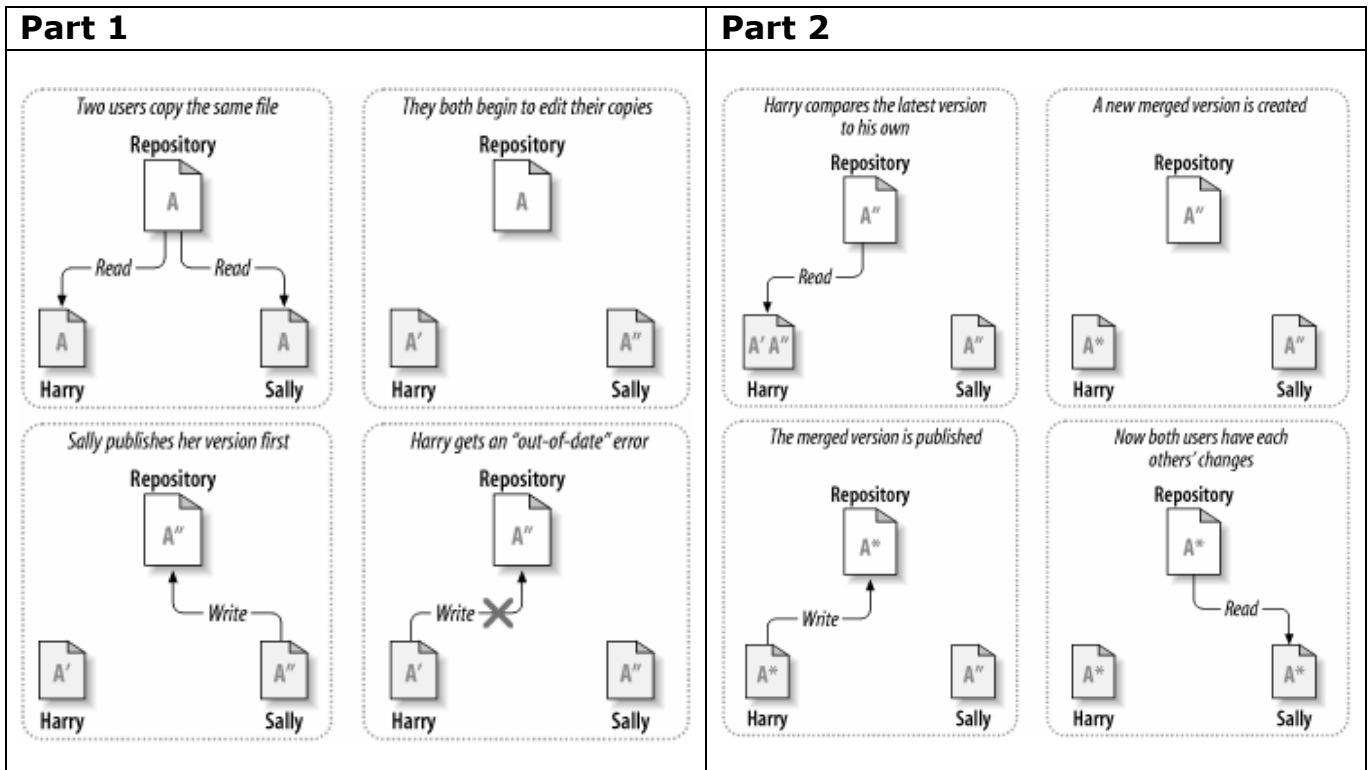 Part 1
Two users copy the same file
Repository
A
Read
Read
A
A
Harry
Sally
They both begin to edit their copies
Repository
A
A'
A"
Harry
Sally
Sally publishes her version first
Repository
A"
Write
A'
A"
Harry
Sally
Harry gets an “out-of-date” error
Repository
A"
Write
A'
A"
Harry
Sally
Part 2
Harry compares the latest version
to his own
Repository
A"
Read
A' A"
A"
Harry
Sally
A new merged version is created
Repository
A"
A*
A"
Harry
Sally
The merged version is published
Repository
A*
Write
A*
A"
Harry
Sally
Now both users have each
others’ changes
Repository
A*
Read
A*
A*
Harry
Sally